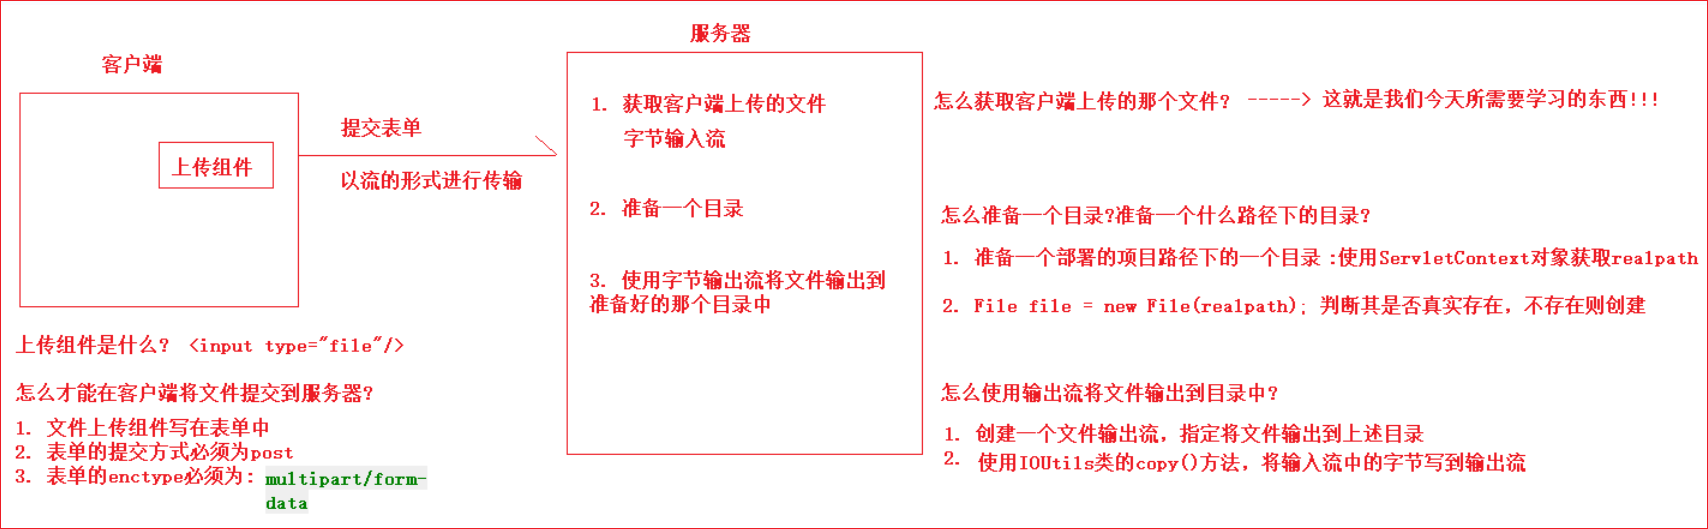 客户端
上传组件
提交表单
以流的形式进行传输
上传组件是什么? <input type="file"/>
怎么才能在客户端将文件提交到服务器?
1. 文件上传组件写在表单中
2. 表单的提交方式必须为post
3. 表单的enctype必须为: multipart/form-
data
服务器
1. 获取客户端上传的文件
字节输入流
2. 准备一个目录
3. 使用字节输出流将文件输出到
准备好的那个目录中
怎么获取客户端上传的那个文件? -----> 这就是我们今天所需要学习的东西!!!
怎么准备一个目录?准备一个什么路径下的目录?
1. 准备一个部署的项目路径下的一个目录 :使用ServletContext对象获取realpath
2. File file = new File(realpath); 判断其是否真实存在，不存在则创建
怎么使用输出流将文件输出到目录中?
1. 创建一个文件输出流，指定将文件输出到上述目录
2. 使用IOUtils类的copy()方法，将输入流中的字节写到输出流